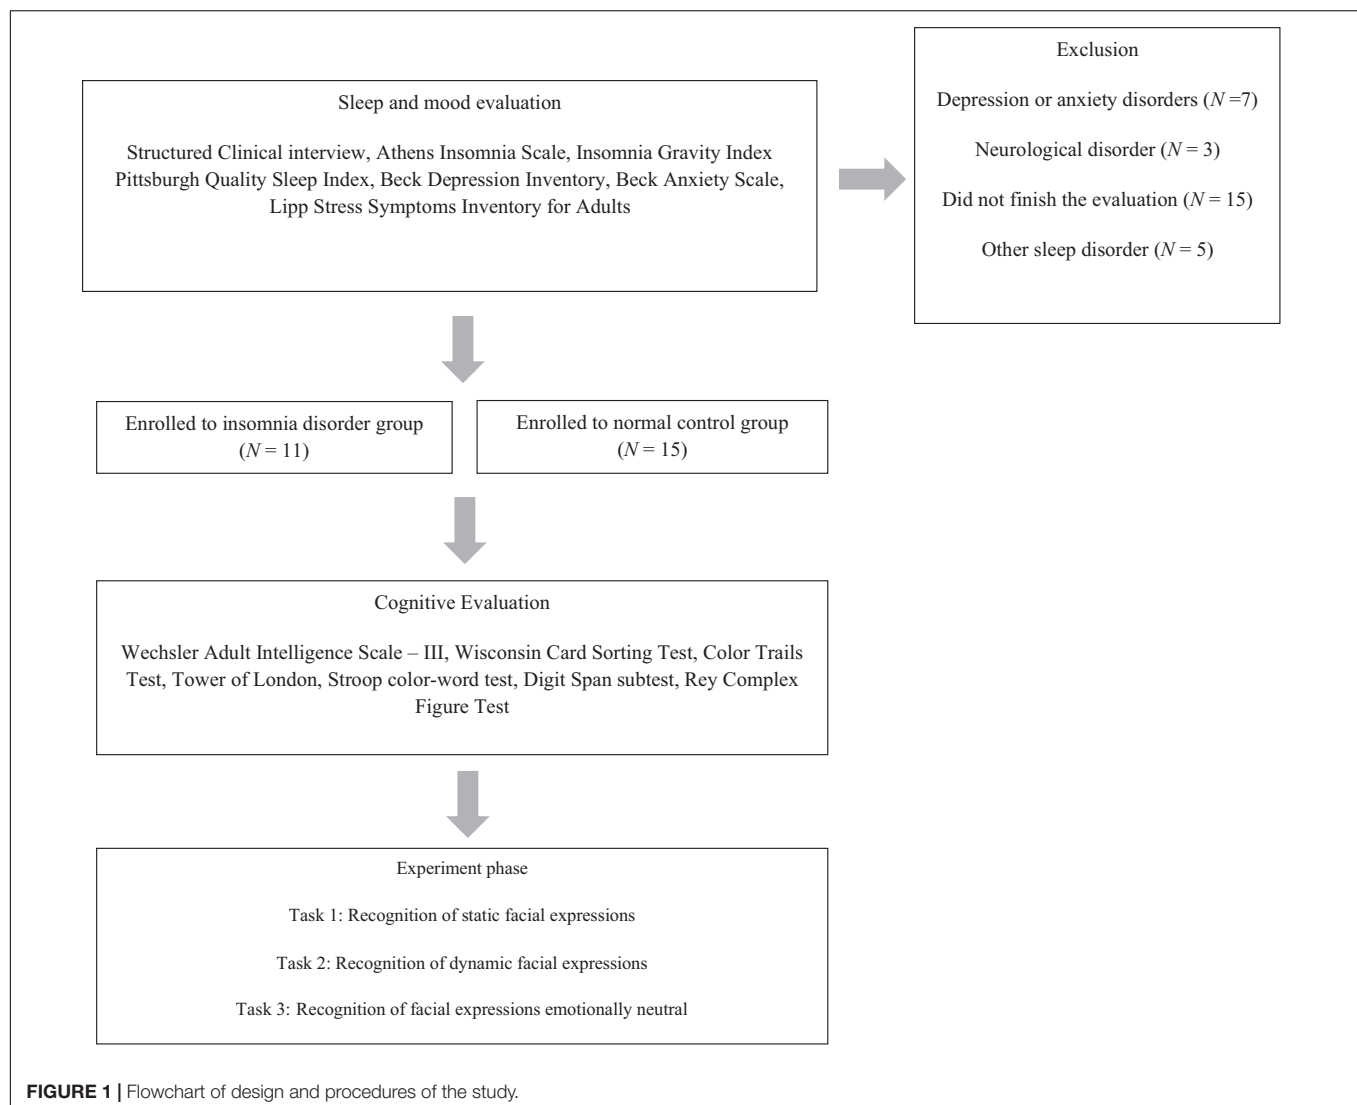 Sleep and mood evaluation
Structured Clinical interview, Athens Insomnia Scale, Insomnia Gravity Index
Pittsburgh Quality Sleep Index, Beck Depression Inventory, Beck Anxiety Scale,
Lipp Stress Symptoms Inventory for Adults
Exclusion
Depression or anxiety disorders (N =7)
Neurological disorder (N = 3)
Did not finish the evaluation (N = 15)
Other sleep disorder (N = 5)
Enrolled to insomnia disorder group
(N = 11)
Enrolled to normal control group
(N = 15)
Cognitive Evaluation
Wechsler Adult Intelligence Scale – III, Wisconsin Card Sorting Test, Color Trails
Test, Tower of London, Stroop color-word test, Digit Span subtest, Rey Complex
Figure Test
Experiment phase
Task 1: Recognition of static facial expressions
Task 2: Recognition of dynamic facial expressions
Task 3: Recognition of facial expressions emotionally neutral
FIGURE 1 | Flowchart of design and procedures of the study.